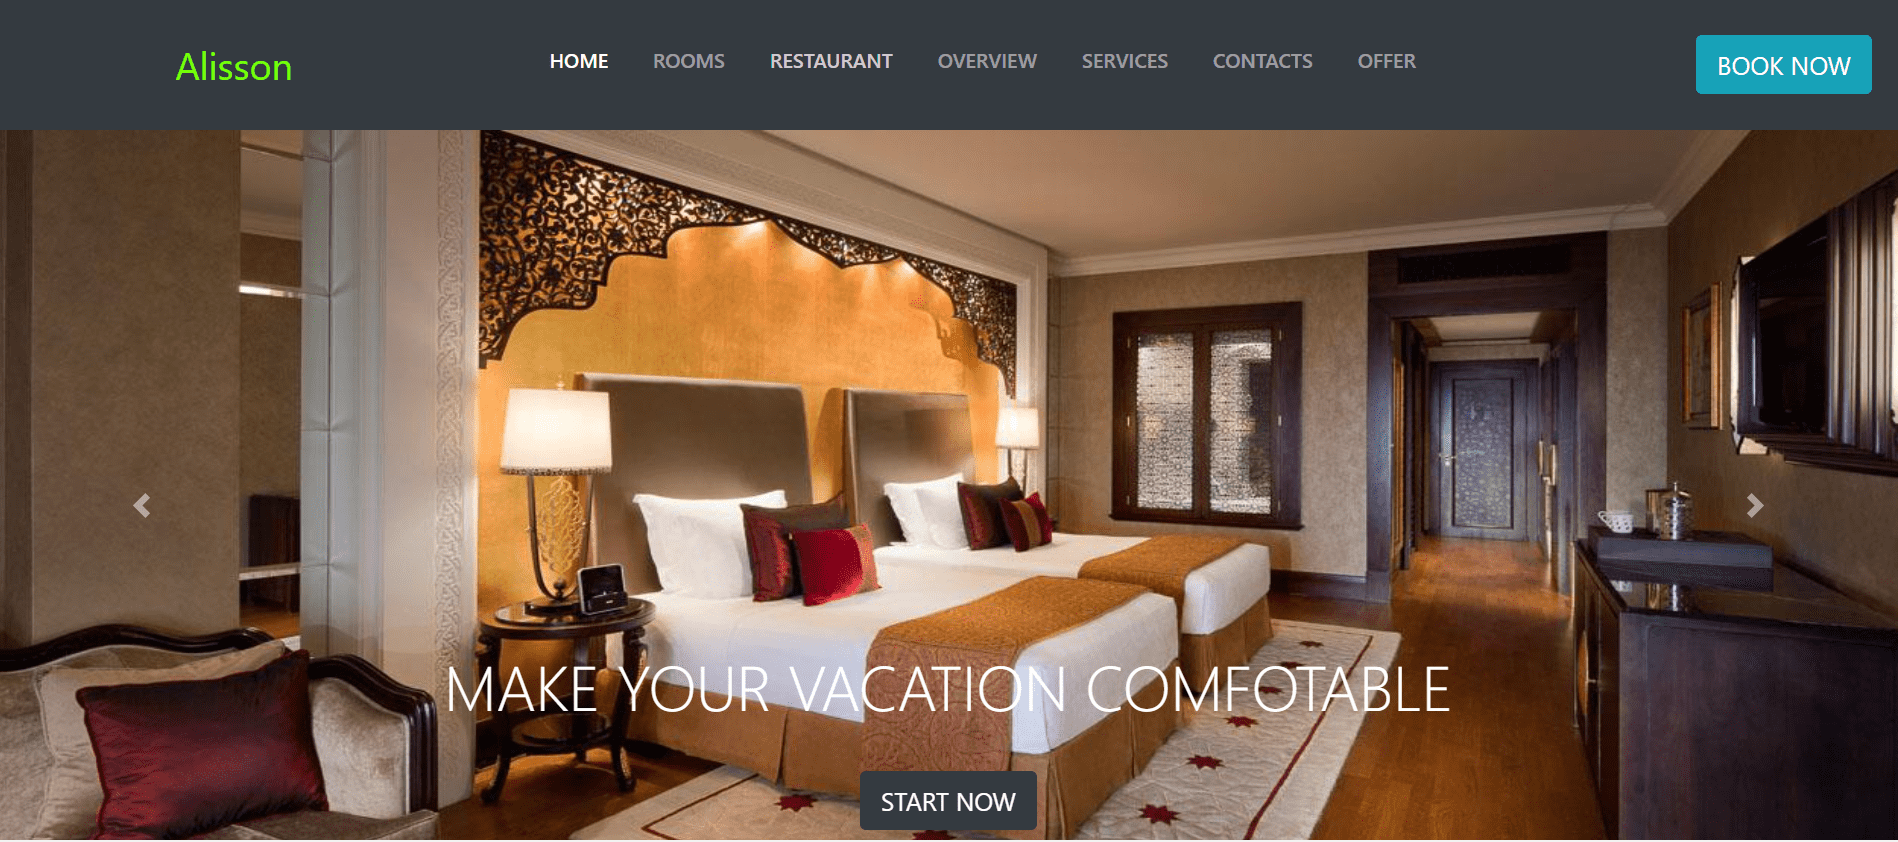 Alisson
HOME ROOMS RESTAURANT OVERVIEW SERVICES CONTACTS OFFER
BOOK NOW
MAKE YOUR VACATION COMFOTABLE
START NOW